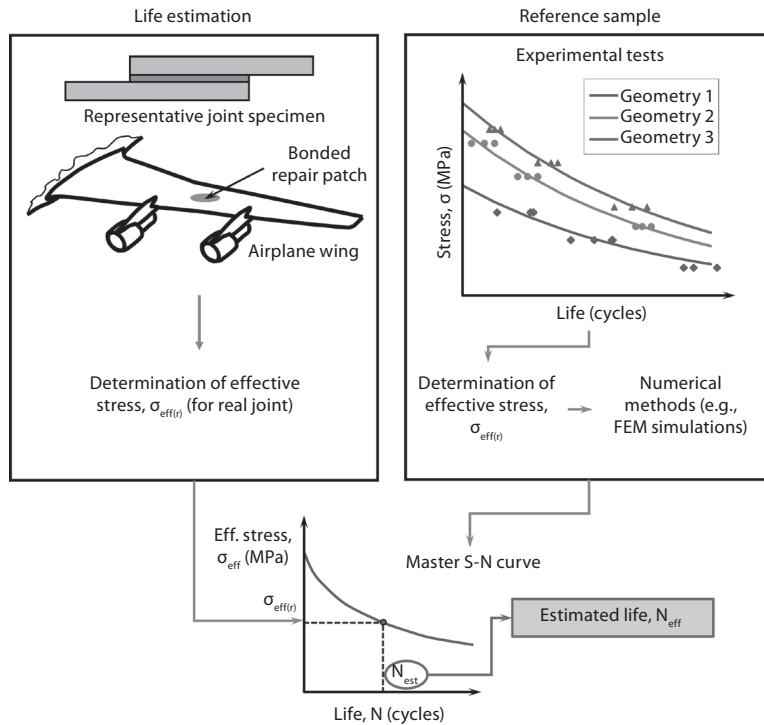 Life estimation
Representative joint specimen
Bonded
repair patch
Airplane wing
Determination of effective
stress, σeff(r) (for real joint)
Reference sample
Experimental tests
Geometry 1
Geometry 2
Geometry 3
Stress, σ (MPa)
Life (cycles)
Determination of
effective stress,
σeff(r)
Numerical
methods (e.g.,
FEM simulations)
Eff. stress,
σeff (MPa)
Master S-N curve
σeff(r)
Estimated life, Neff
Nest
Life, N (cycles)